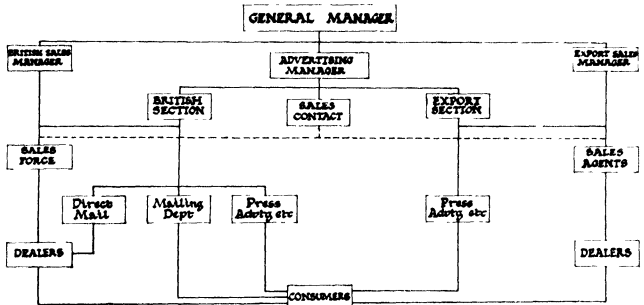 GENERAL MANAGER
BRITISH SALES
MANAGER
ADVERTISING
MANAGER
EXPORT SALES
MANAGER
BRITISH
SECTION
SALES
CONTACT
EXPORT
SECTION
SALES
FORCE
SALES
AGENTS
Direct
Mail
Mailing
Dept
Press
Advtg etc
Press
Advtg etc
DEALERS
DEALERS
CONSUMERS